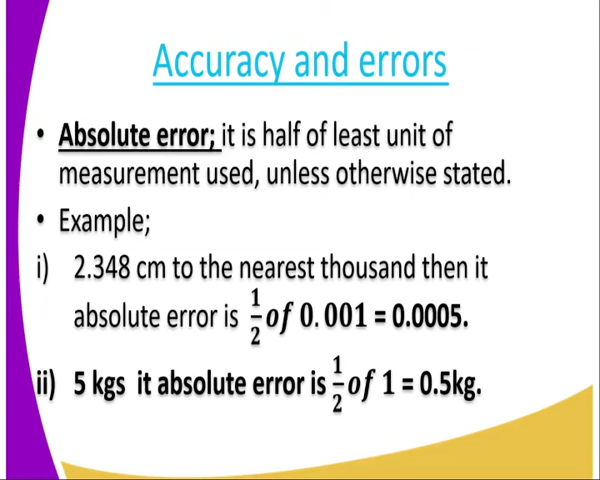 Accuracy and errors
• Absolute error; it is half of least unit of
measurement used, unless otherwise stated.
• Example;
i) 2.348 cm to the nearest thousand then it
absolute error is 1/2 of 0.001 = 0.0005.
ii) 5 kgs it absolute error is 1/2 of 1 = 0.5kg.